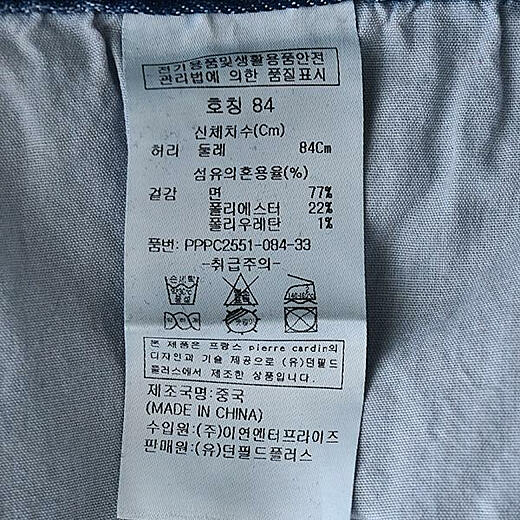 전기용품및생활용품안전
관리법에 의한 품질표시
호칭 84
신체치수(Cm)
허리 둘레 84Cm
섬유의혼용율(%)
겉감 면 77%
폴리에스터 22%
폴리우레탄 1%
품번: PPPC2551-084-33
-취급주의-
손세탁
본 제품은 프랑스 pierre cardin의
디자인과 기술 제공으로 (유)던필드
플러스에서 제조한 상품입니다.
제조국명:중국
(MADE IN CHINA)
수입원:(주)이연엔터프라이즈
판매원:(유)던필드플러스